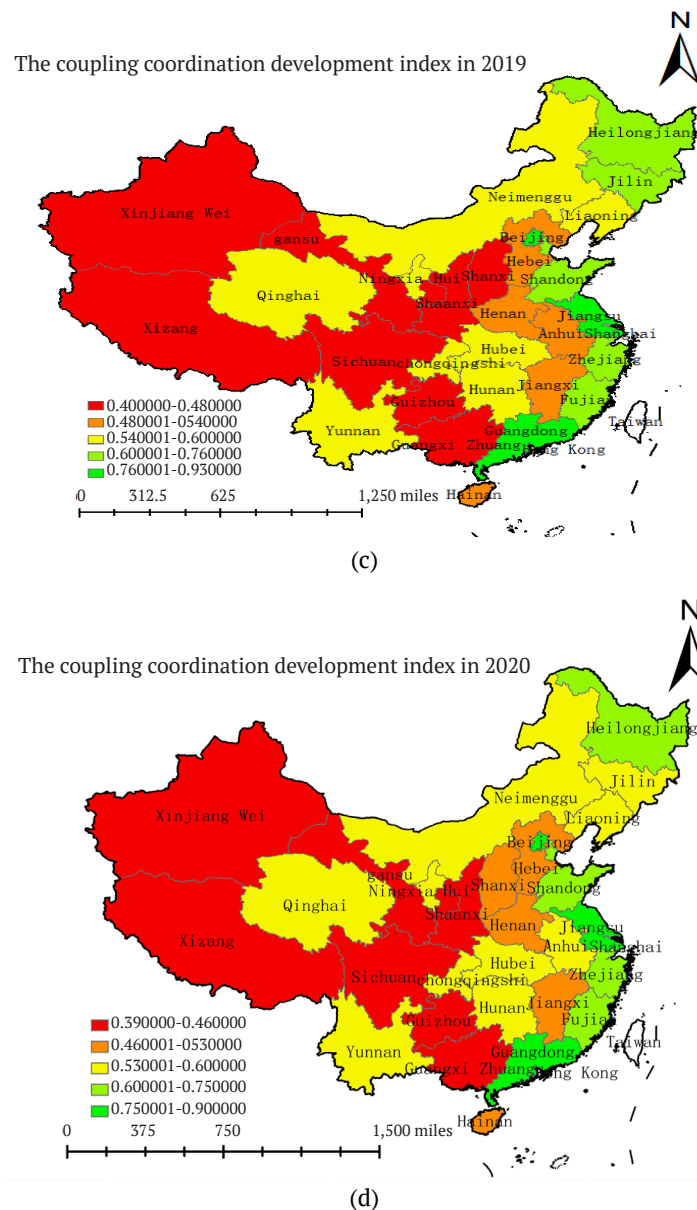 N
The coupling coordination development index in 2019
Heilongjiang
Jilin
Xinjiang Wei
Neimenggu
Liaoning
gansu
Beijing
Hebei
Ningxia Hui Shanxi
Shandong
Qinghai
Shaanxi
Henan
Jiangsu
Xizang
Anhui Shanghai
Hubei
Sichuan chongqingshi
Zhejiang
Hunan
Jiangxi
0.400000-0.480000
Guizhou
Fujian
0.480001-0540000
Taiwan
0.540001-0.600000
Yunnan
Guangdong
0.600001-0.760000
Guangxi Zhuang
Hong Kong
0.760001-0.930000
0 312.5 625 1,250 miles
Hainan
(c)
N
The coupling coordination development index in 2020
Heilongjiang
Jilin
Neimenggu
Xinjiang Wei
Liaoning
Beijing
Hebei
gansu
Ningxia Hui Shanxi
Shandong
Qinghai
Shaanxi
Henan
Jiangsu
Xizang
Anhui Shanghai
Hubei
Sichuan chongqingshi
Zhejiang
Hunan
Jiangxi
Guizhou
Fujian
0.390000-0.460000
Taiwan
0.460001-0530000
Yunnan
Guangdong
0.530001-0.600000
Guangxi Zhuang
Hong Kong
0.600001-0.750000
0.750001-0.900000
Hainan
0 375 750 1,500 miles
(d)